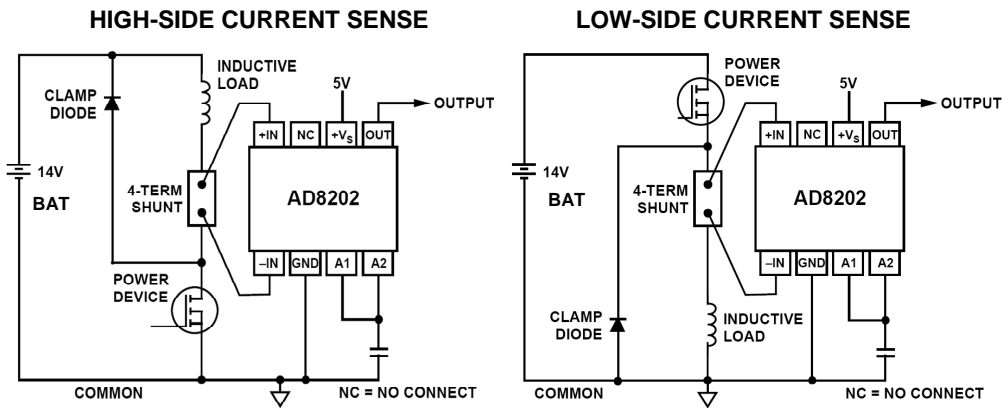 HIGH-SIDE CURRENT SENSE
INDUCTIVE
LOAD
CLAMP
DIODE
5V
OUTPUT
+IN NC +VS OUT
14V
BAT
4-TERM
SHUNT
AD8202
–IN GND A1 A2
POWER
DEVICE
COMMON
NC = NO CONNECT
LOW-SIDE CURRENT SENSE
POWER
DEVICE
5V
OUTPUT
+IN NC +VS OUT
14V
BAT
4-TERM
SHUNT
AD8202
–IN GND A1 A2
CLAMP
DIODE
INDUCTIVE
LOAD
COMMON
NC = NO CONNECT